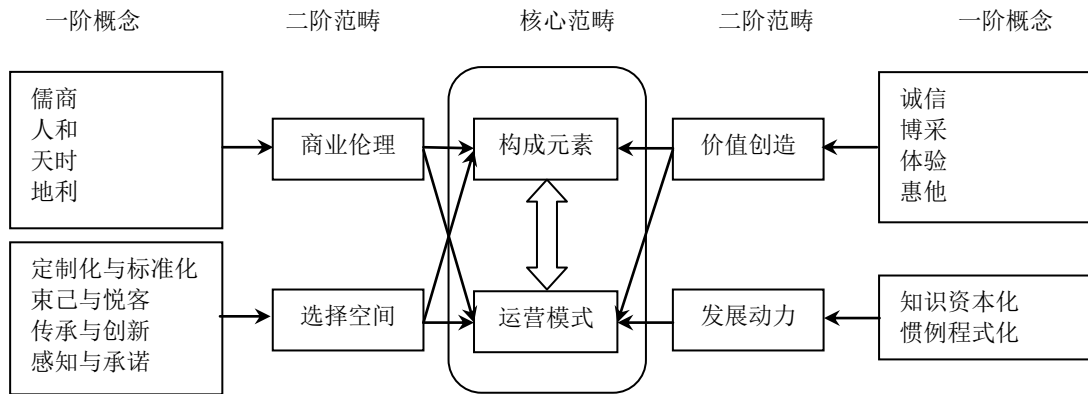 一阶概念
二阶范畴
核心范畴
二阶范畴
一阶概念
儒商
人和
天时
地利
商业伦理
构成元素
价值创造
诚信
博采
体验
惠他
定制化与标准化
束己与悦客
传承与创新
感知与承诺
选择空间
运营模式
发展动力
知识资本化
惯例程式化